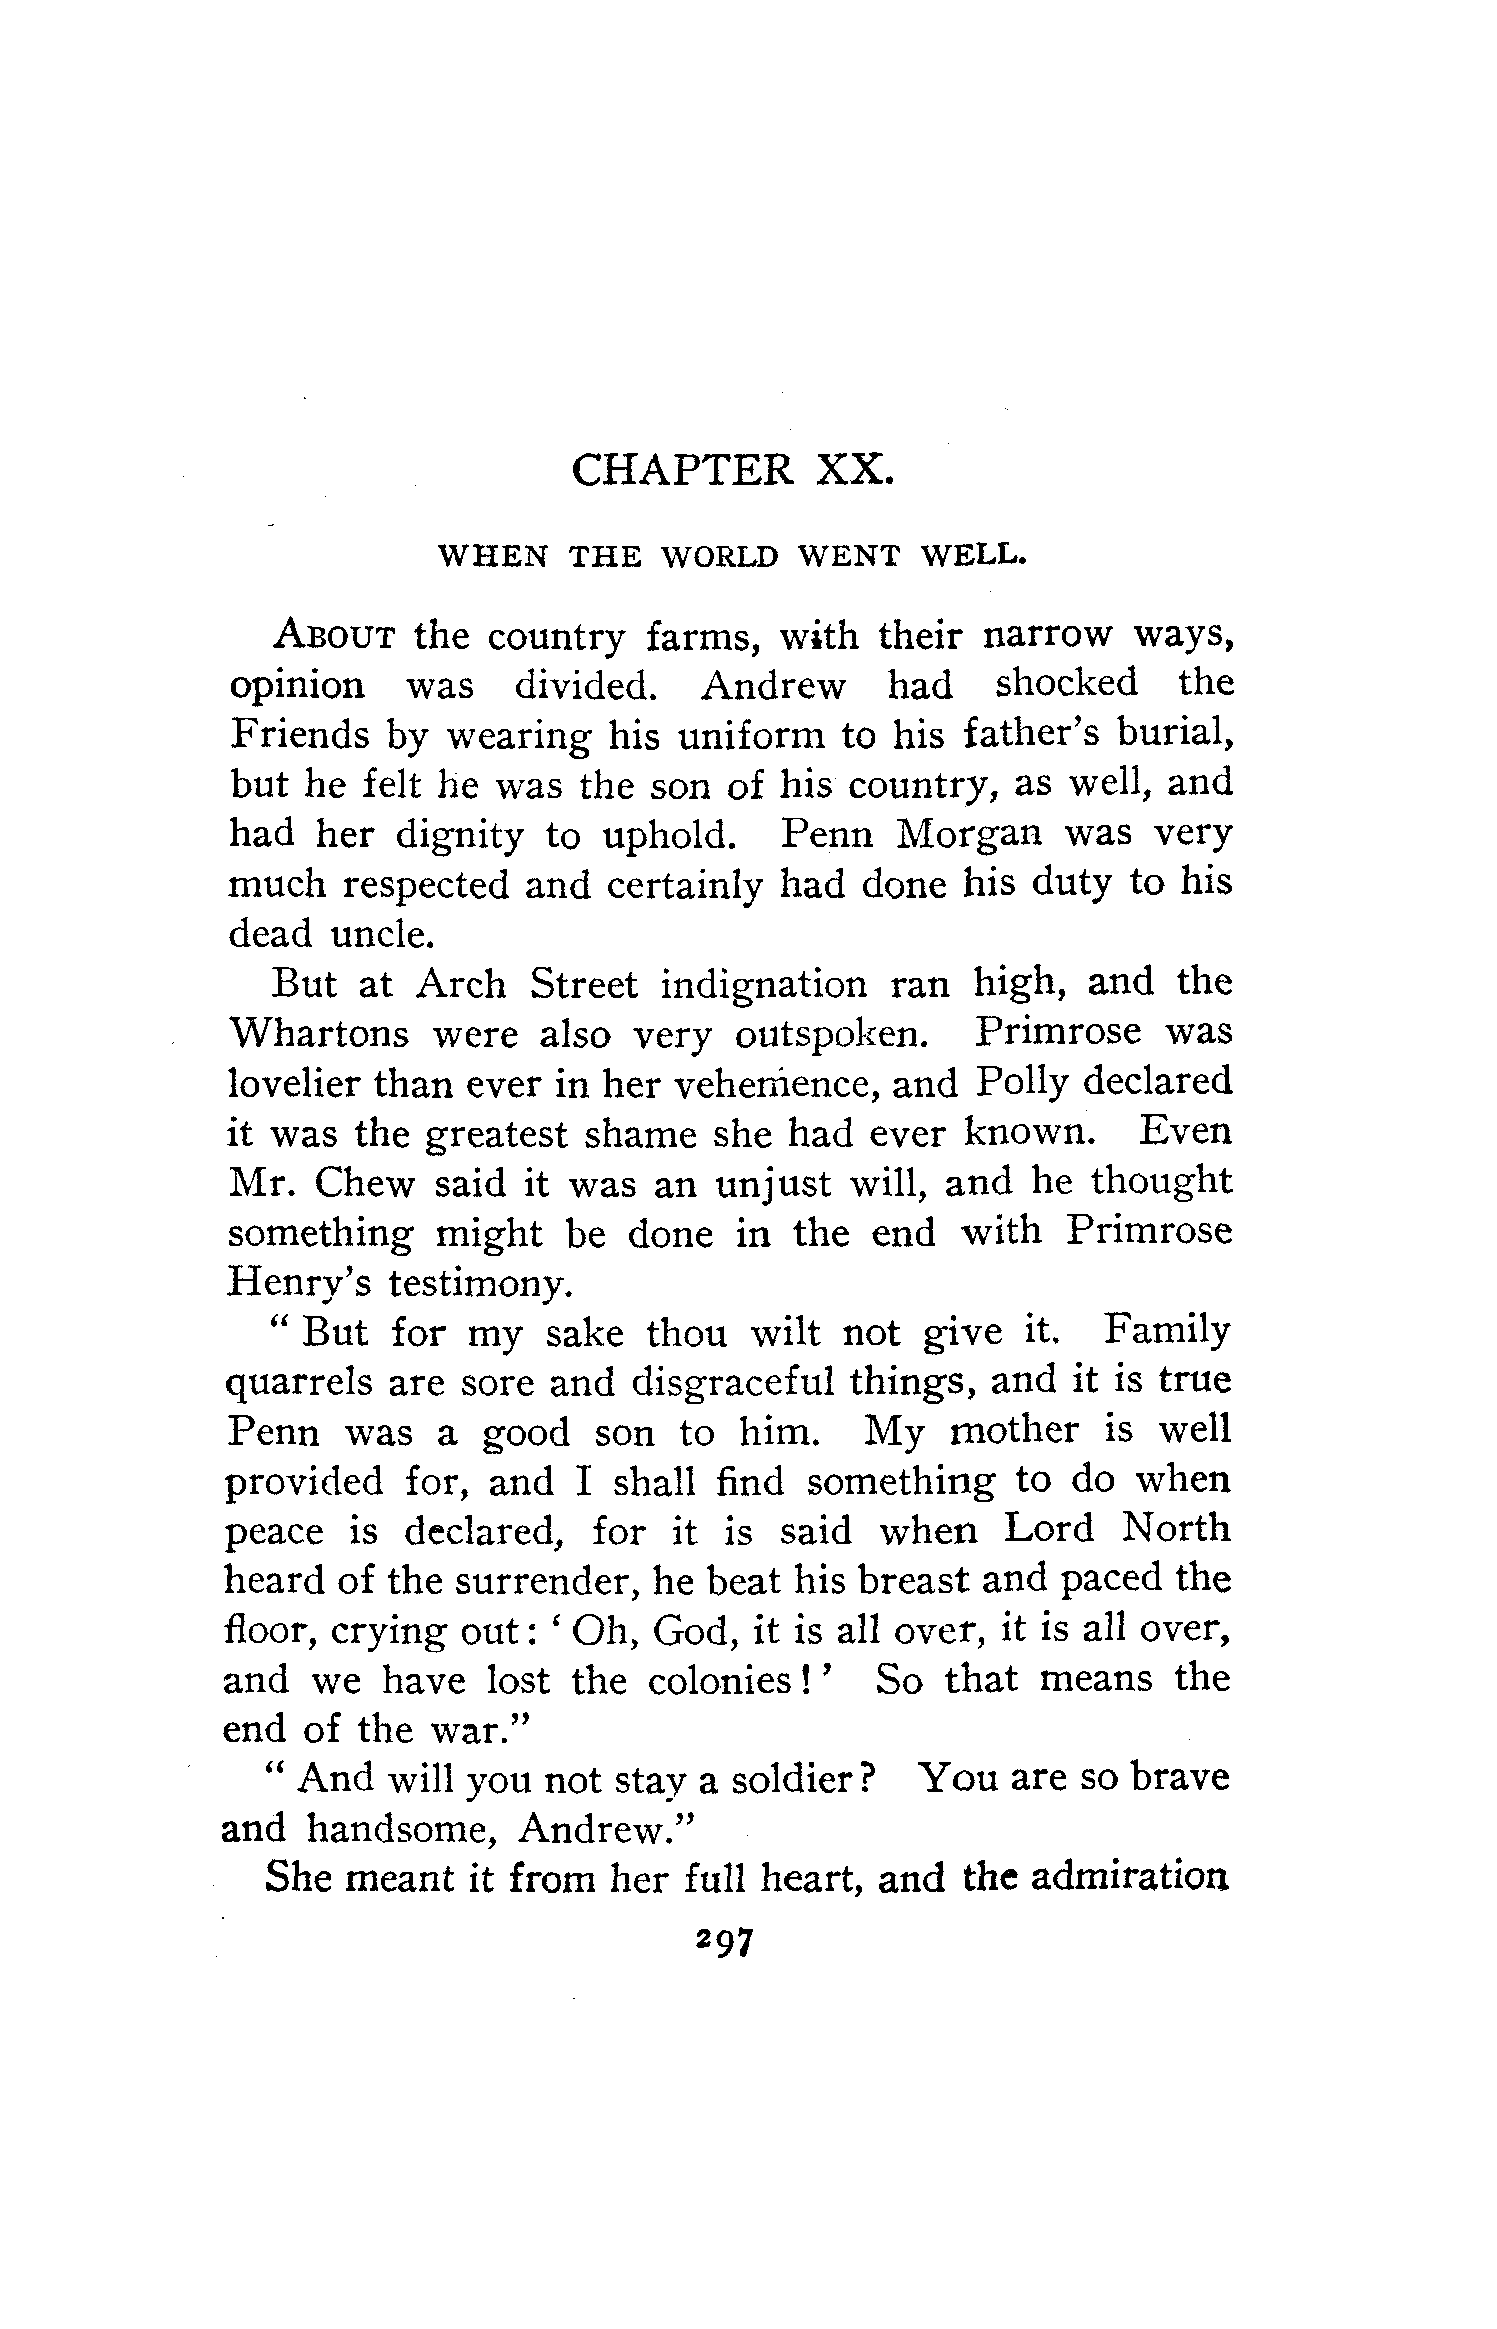 CHAPTER XX.
WHEN THE WORLD WENT WELL.
ABOUT the country farms, with their narrow ways,
opinion was divided. Andrew had shocked the
Friends by wearing his uniform to his father's burial,
but he felt he was the son of his country, as well, and
had her dignity to uphold. Penn Morgan was very
much respected and certainly had done his duty to his
dead uncle.
But at Arch Street indignation ran high, and the
Whartons were also very outspoken. Primrose was
lovelier than ever in her vehemence, and Polly declared
it was the greatest shame she had ever known. Even
Mr. Chew said it was an unjust will, and he thought
something might be done in the end with Primrose
Henry's testimony.
“ But for my sake thou wilt not give it. Family
quarrels are sore and disgraceful things, and it is true
Penn was a good son to him. My mother is well
provided for, and I shall find something to do when
peace is declared, for it is said when Lord North
heard of the surrender, he beat his breast and paced the
floor, crying out: ‘ Oh, God, it is all over, it is all over,
and we have lost the colonies! ’ So that means the
end of the war.”
“ And will you not stay a soldier? You are so brave
and handsome, Andrew.”
She meant it from her full heart, and the admiration
297